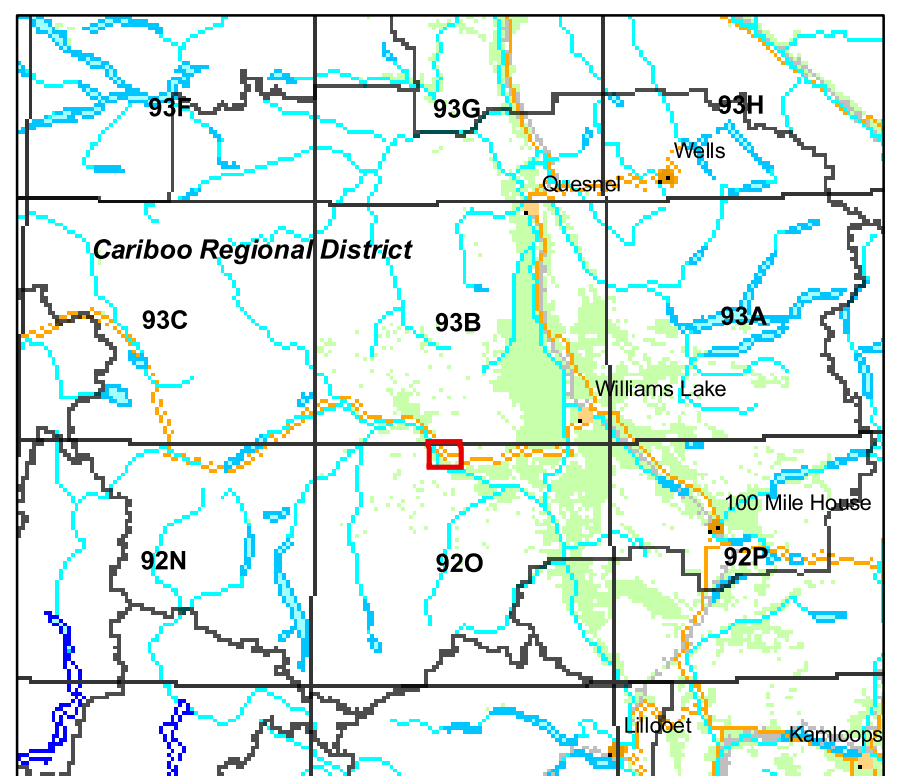 93F
93G
93H
Wells
Quesnel
Cariboo Regional District
93C
93B
93A
Williams Lake
100 Mile House
92N
92O
92P
Lillooet
Kamloops